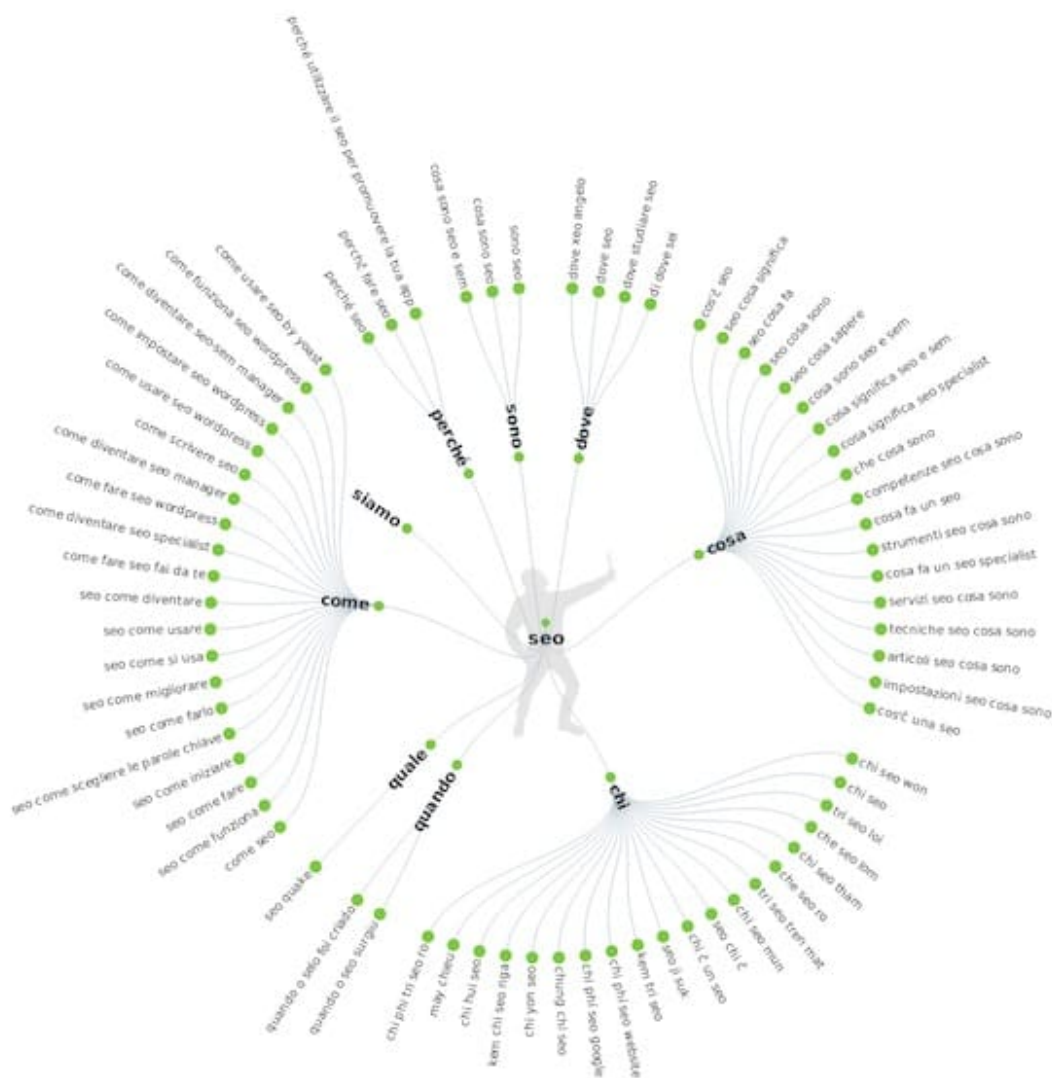 seo
perché
perché utilizzare il seo per promuovere la tua app
perchč fare seo
perché seo
sono
cosa sono seo e sem
cosa sono seo
sono seo
dove
dove xeo angelo
dove seo
dove studiare seo
di dove sei
cosa
cos'č seo
seo cosa significa
seo cosa fa
seo cosa sono
seo cosa sapere
cosa sono seo e sem
cosa significa seo e sem
cosa significa seo specialist
che cosa sono
competenze seo cosa sono
cosa fa un seo
strumenti seo cosa sono
cosa fa un seo specialist
servizi seo cosa sono
tecniche seo cosa sono
articoli seo cosa sono
impostazioni seo cosa sono
cos'č una seo
chi
chi seo won
chi seo
tri seo loi
che seo lom
chi seo tham
che seo ro
tri seo tren mat
chi seo mun
seo chi č
chi č un seo
seo ji suk
kem tri seo
chi phí seo website
chi phí seo google
chung chi seo
chi yon seo
kem chi seo nga
chi hui seo
may chieu
chi phi tri seo ro
quando
quando o seo surgiu
quando o selo foi criado
quale
seo quake
come
come seo
seo come funziona
seo come fare
seo come iniziare
seo come scegliere le parole chiave
seo come farlo
seo come migliorare
seo come si usa
seo come usare
seo come diventare
come fare seo fai da te
come diventare seo specialist
come fare seo wordpress
come diventare seo manager
come scrivere seo
come usare seo wordpress
come impostare seo wordpress
come diventare seo-sem manager
come funziona seo wordpress
come usare seo by yoast
siamo